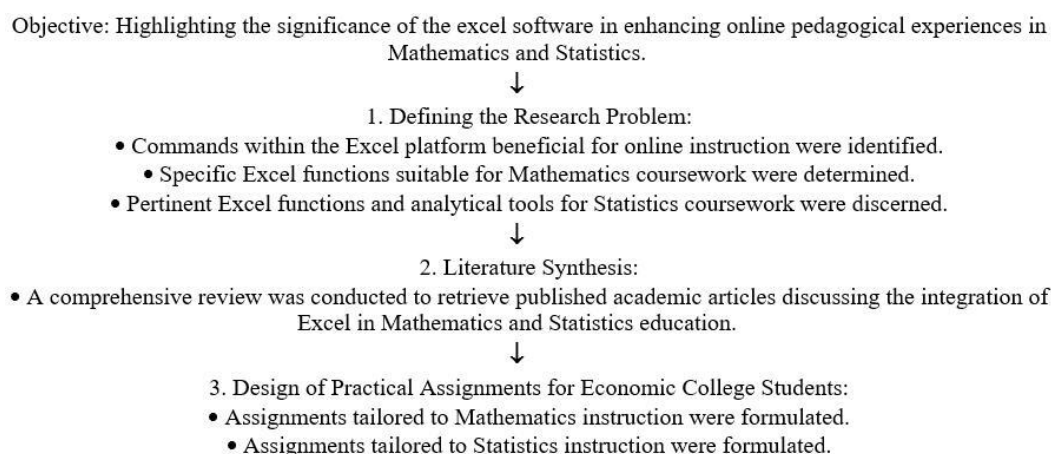 Objective: Highlighting the significance of the excel software in enhancing online pedagogical experiences in
Mathematics and Statistics.
↓
1. Defining the Research Problem:
• Commands within the Excel platform beneficial for online instruction were identified.
• Specific Excel functions suitable for Mathematics coursework were determined.
• Pertinent Excel functions and analytical tools for Statistics coursework were discerned.
↓
2. Literature Synthesis:
• A comprehensive review was conducted to retrieve published academic articles discussing the integration of
Excel in Mathematics and Statistics education.
↓
3. Design of Practical Assignments for Economic College Students:
• Assignments tailored to Mathematics instruction were formulated.
• Assignments tailored to Statistics instruction were formulated.